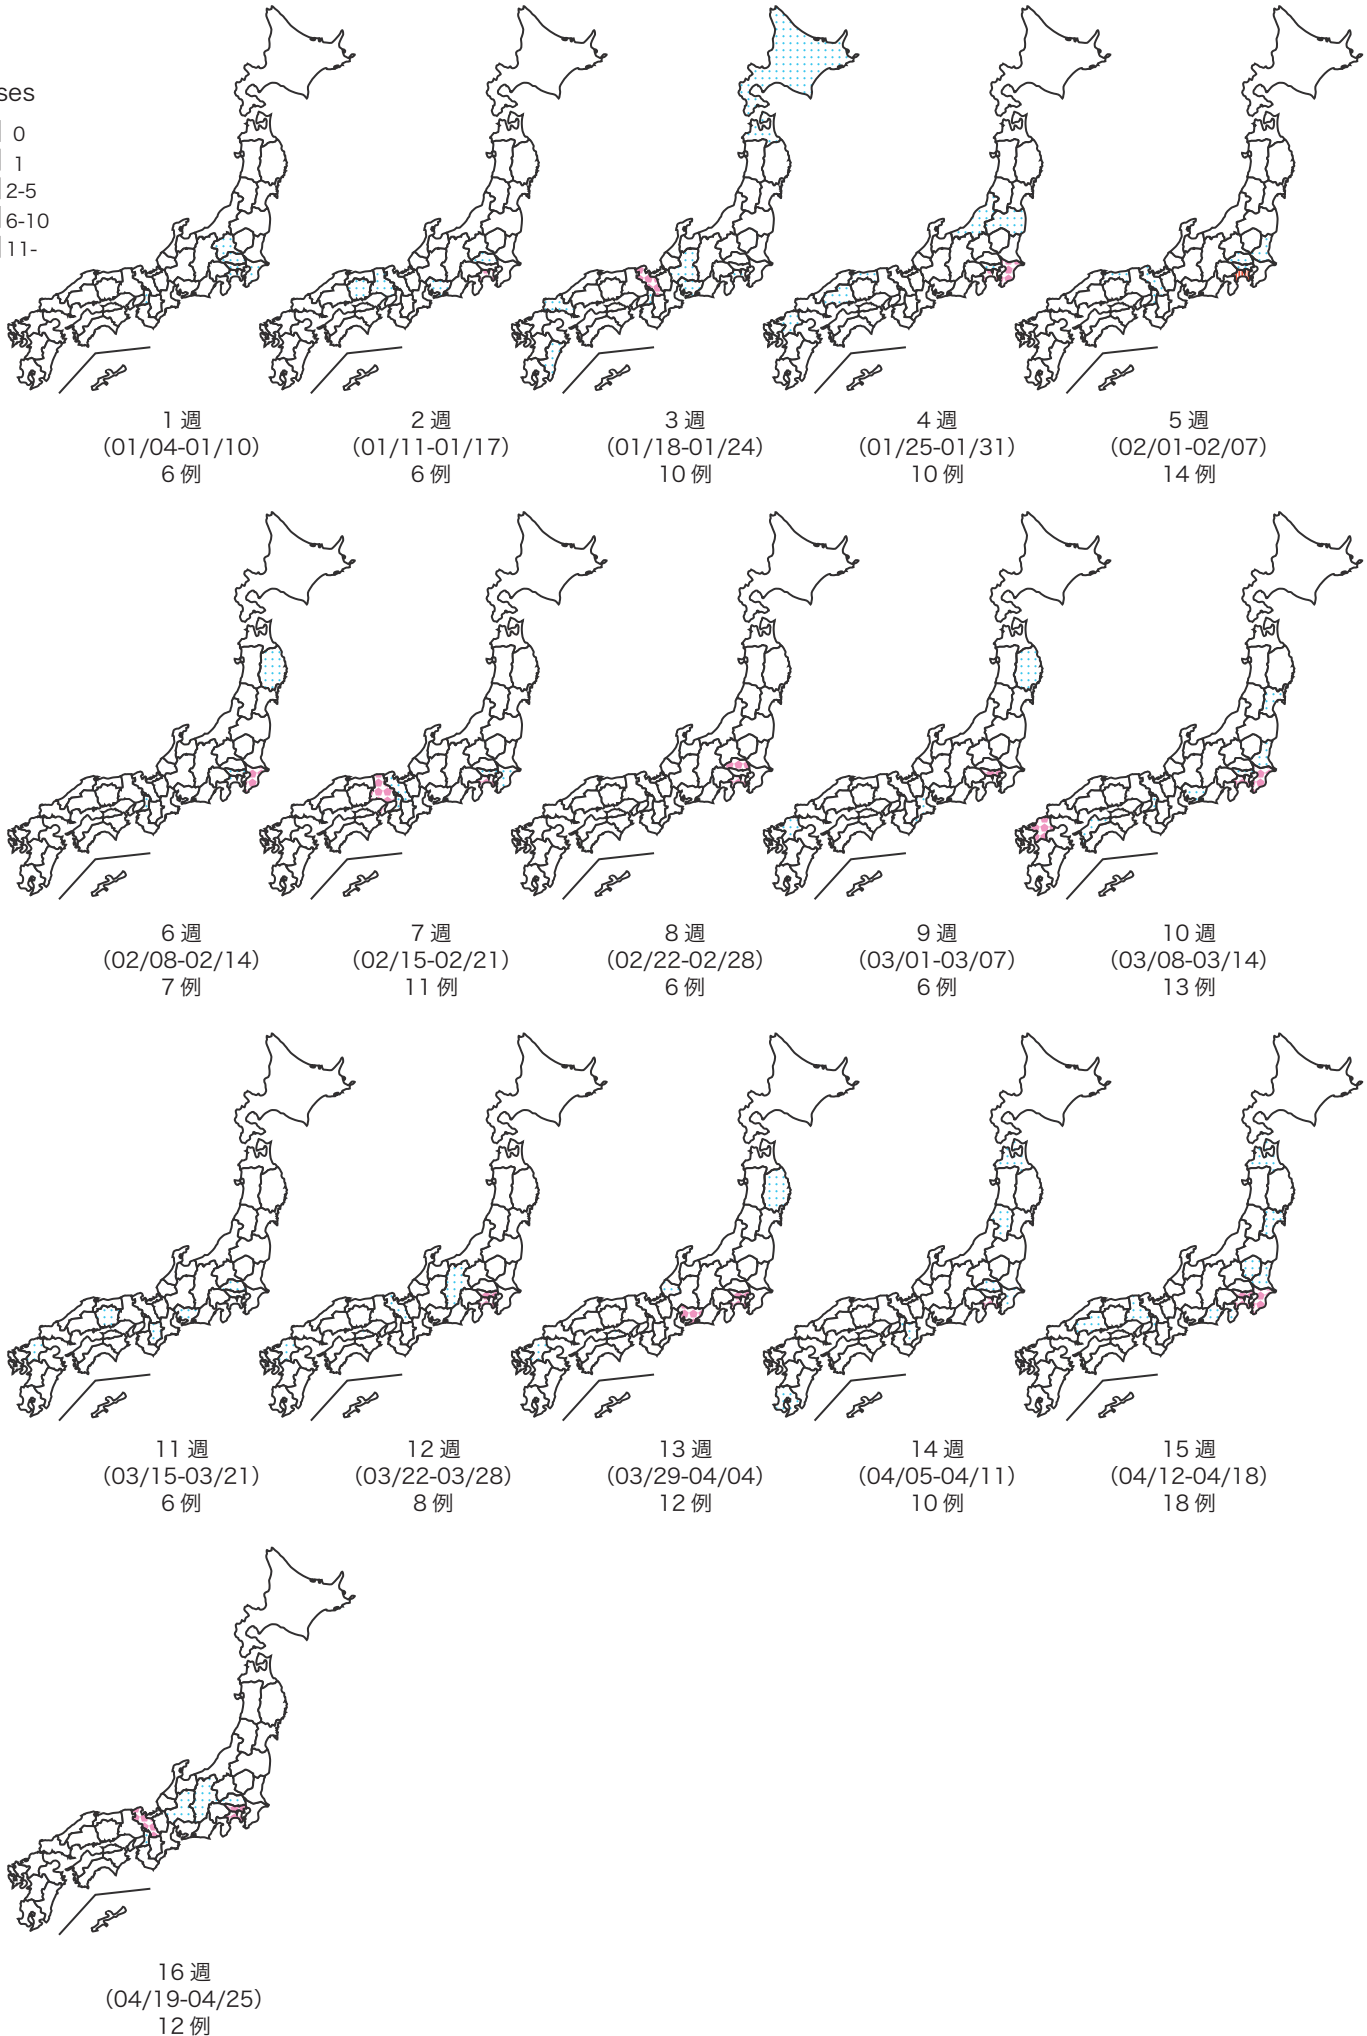 ses
0
1
2-5
6-10
11-
1 週
（01/04-01/10）
6 例
2 週
（01/11-01/17）
6 例
3 週
（01/18-01/24）
10 例
4 週
（01/25-01/31）
10 例
5 週
（02/01-02/07）
14 例
6 週
（02/08-02/14）
7 例
7 週
（02/15-02/21）
11 例
8 週
（02/22-02/28）
6 例
9 週
（03/01-03/07）
6 例
10 週
（03/08-03/14）
13 例
11 週
（03/15-03/21）
6 例
12 週
（03/22-03/28）
8 例
13 週
（03/29-04/04）
12 例
14 週
（04/05-04/11）
10 例
15 週
（04/12-04/18）
18 例
16 週
（04/19-04/25）
12 例